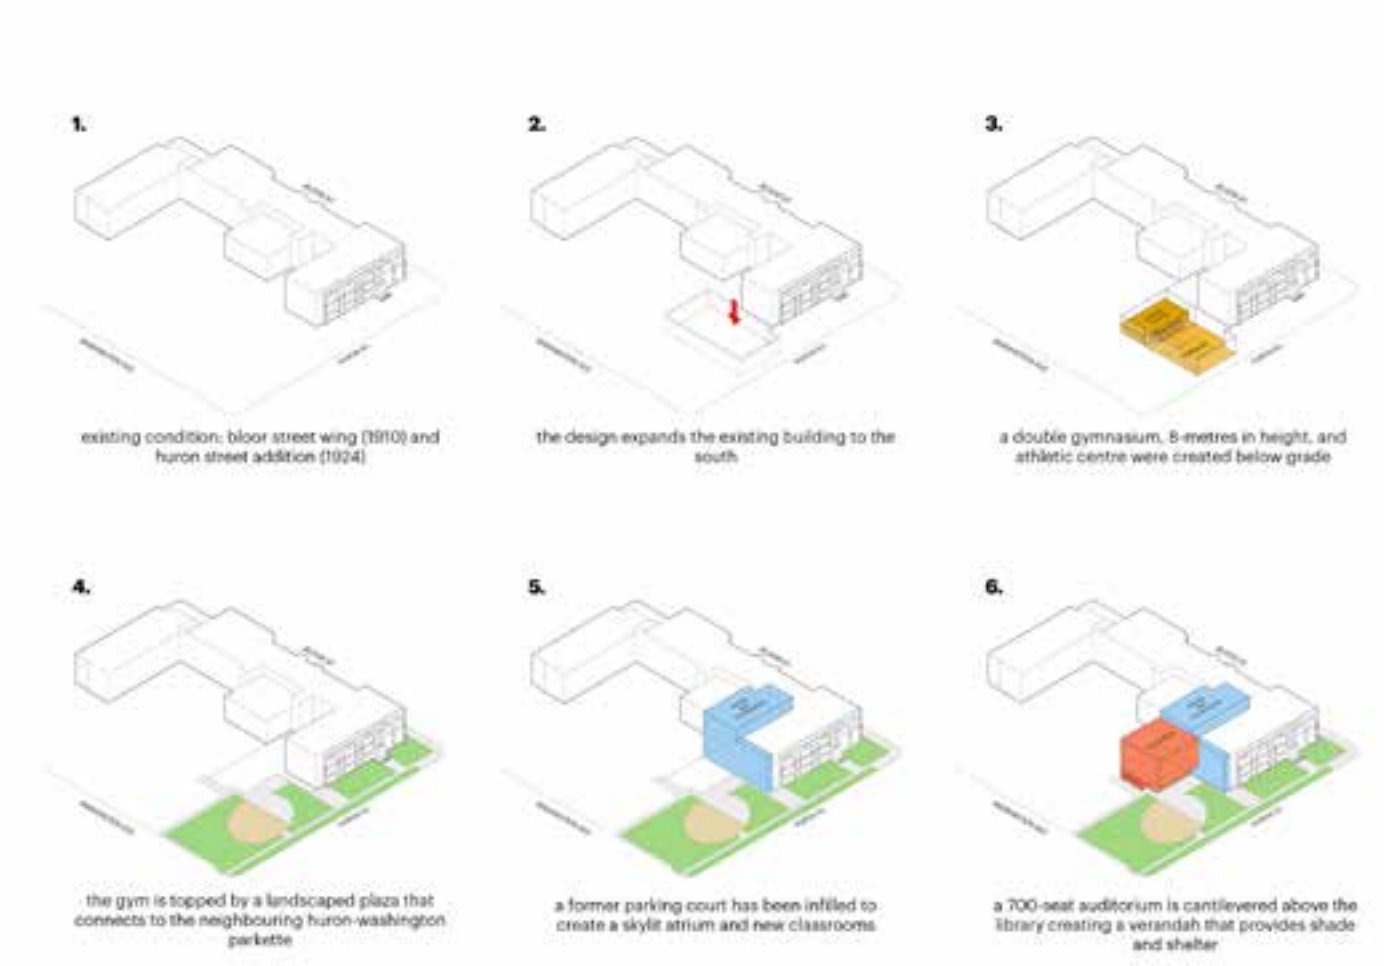 1.
2.
3.
existing condition: bloor street wing (1910) and
huron street addition (1924)
the design expands the existing building to the
south
a double gymnasium, 8-metres in height, and
athletic centre were created below grade
4.
5.
6.
the gym is topped by a landscaped plaza that
connects to the neighbouring huron-washington
parkette
a former parking court has been infilled to
create a skylit atrium and new classrooms
a 700-seat auditorium is cantilevered above the
library creating a verandah that provides shade
and shelter